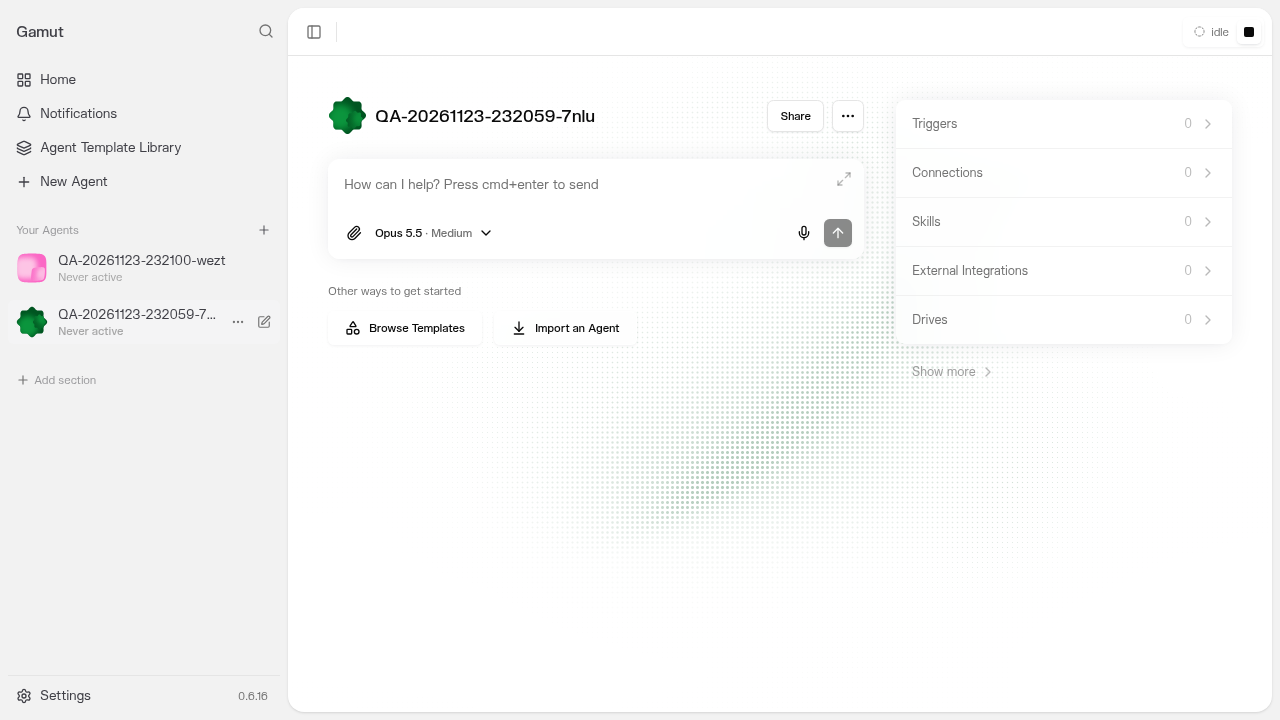 Gamut
Home
Notifications
Agent Template Library
New Agent
Your Agents
QA-20261123-232100-wezt
Never active
QA-20261123-232059-7...
Never active
Add section
Settings
0.6.16
idle
QA-20261123-232059-7nlu
Share
How can I help? Press cmd+enter to send
Opus 5.5 · Medium
Other ways to get started
Browse Templates
Import an Agent
Triggers 0
Connections 0
Skills 0
External Integrations 0
Drives 0
Show more